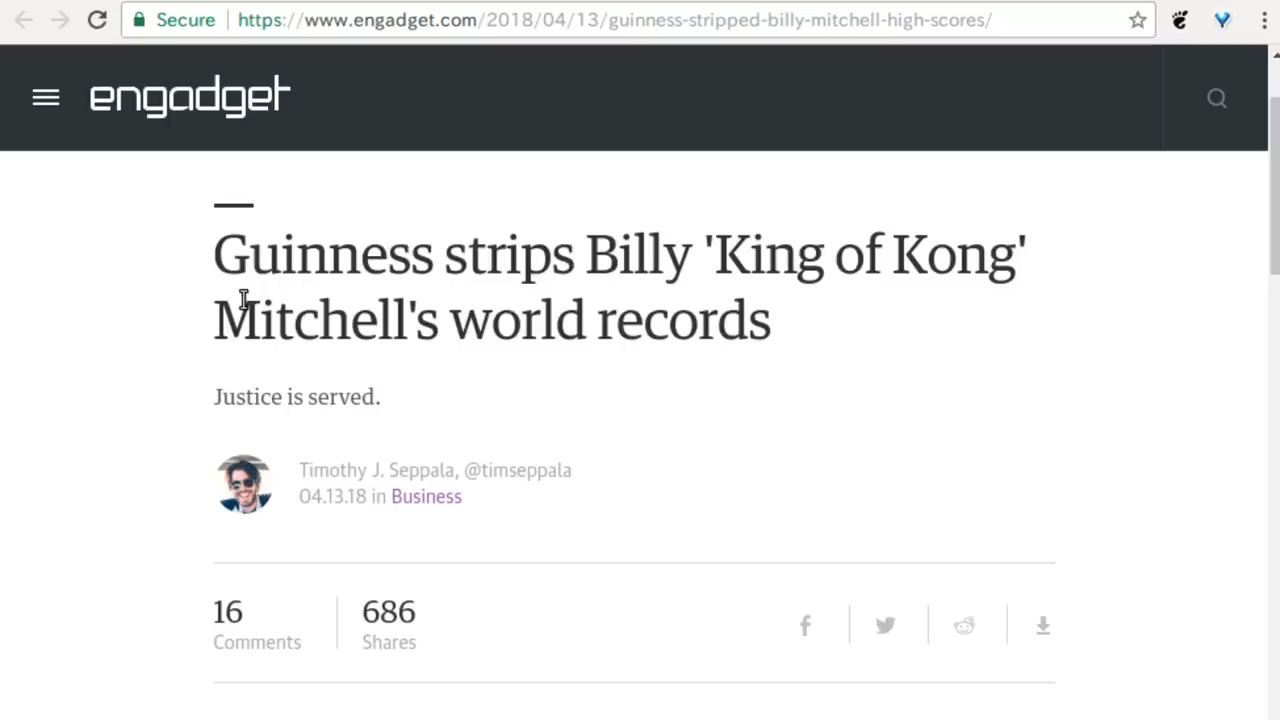 Secure https://www.engadget.com/2018/04/13/guinness-stripped-billy-mitchell-high-scores/
engadget
Guinness strips Billy 'King of Kong'
Mitchell's world records
Justice is served.
Timothy J. Seppala, @timseppala
04.13.18 in Business
16 686
Comments Shares